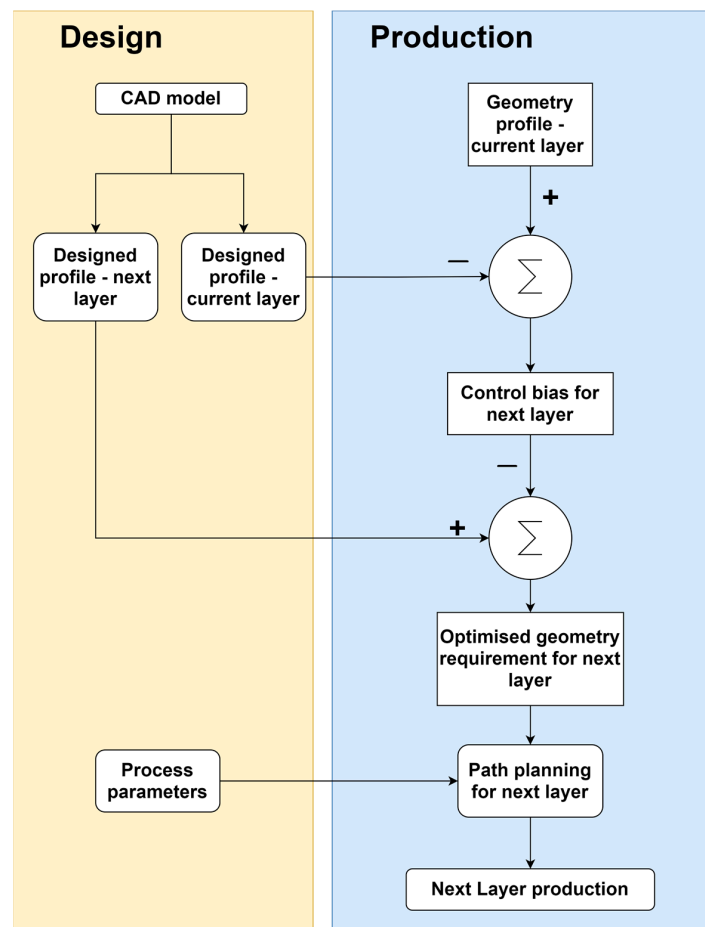 Design
Production
CAD model
Geometry
profile -
current layer
+
Designed
profile - next
layer
Designed
profile -
current layer
—
∑
Control bias for
next layer
—
+
∑
Optimised geometry
requirement for next
layer
Process
parameters
Path planning
for next layer
Next Layer production